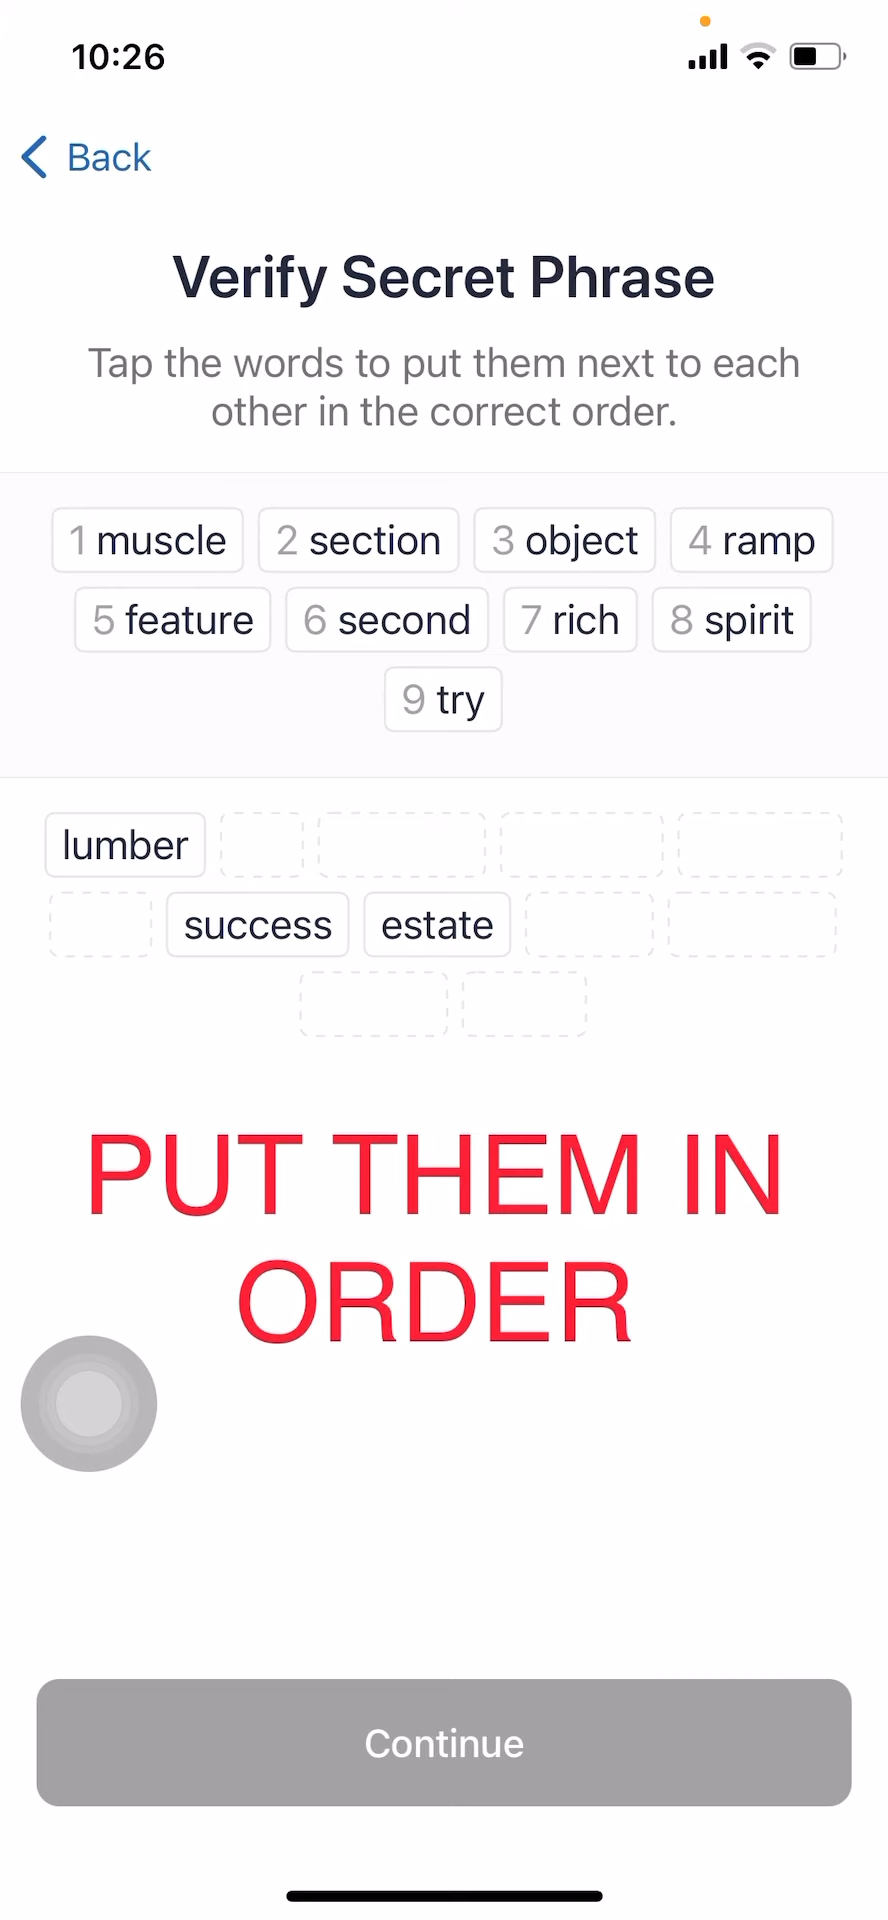 10:26
Back
Verify Secret Phrase
Tap the words to put them next to each
other in the correct order.
1 muscle 2 section 3 object 4 ramp
5 feature 6 second 7 rich 8 spirit
9 try
lumber
success estate
PUT THEM IN
ORDER
Continue